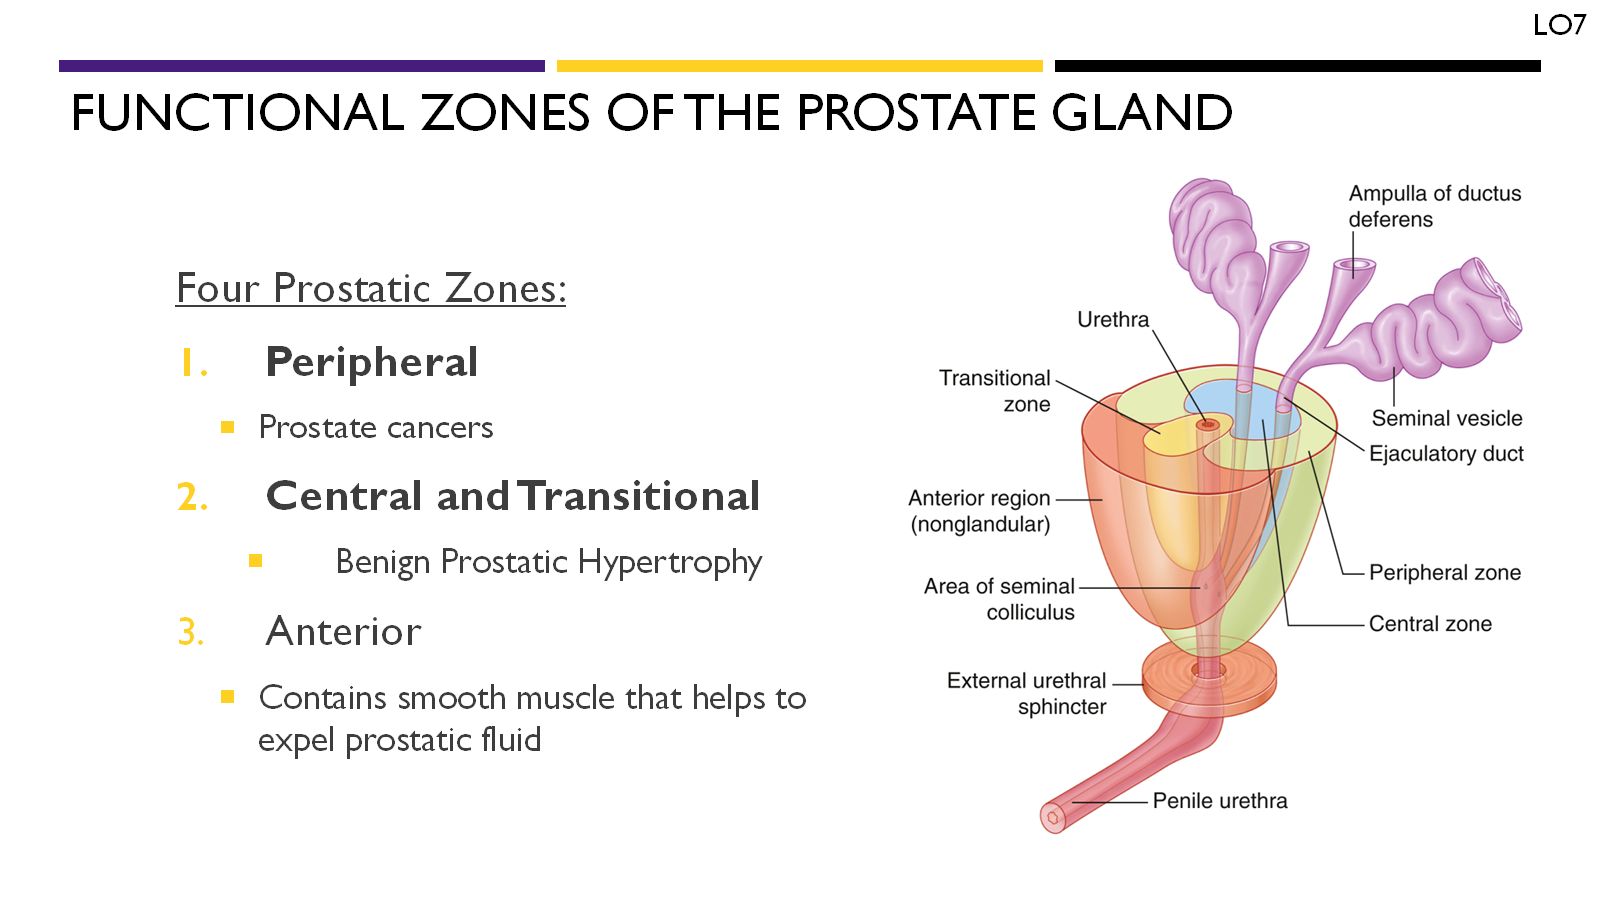 LO7
FUNCTIONAL ZONES OF THE PROSTATE GLAND
Four Prostatic Zones:
1. Peripheral
Prostate cancers
2. Central and Transitional
Benign Prostatic Hypertrophy
3. Anterior
Contains smooth muscle that helps to
expel prostatic fluid
Ampulla of ductus
deferens
Urethra
Transitional
zone
Seminal vesicle
Ejaculatory duct
Anterior region
(nonglandular)
Peripheral zone
Area of seminal
colliculus
Central zone
External urethral
sphincter
Penile urethra